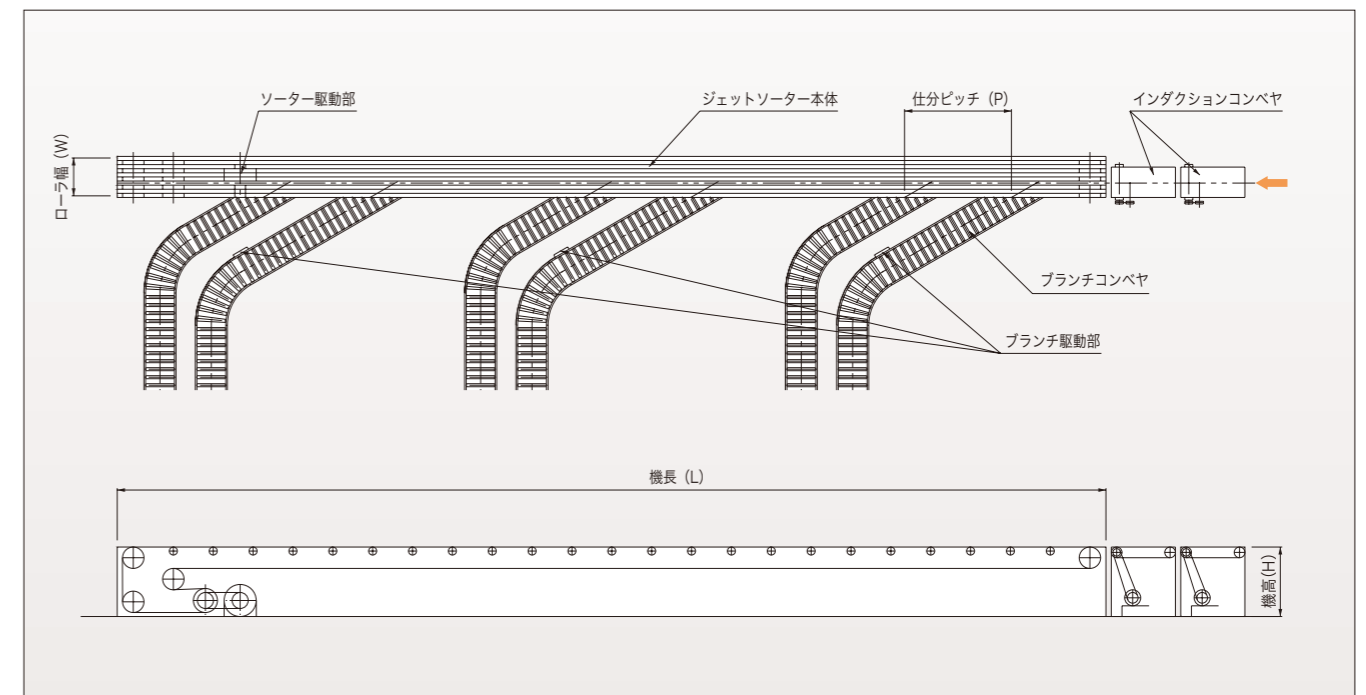 ソーター駆動部
ジェットソーター本体
仕分ピッチ (P)
インダクションコンベヤ
ローラ幅 (W)
ブランチコンベヤ
ブランチ駆動部
機長 (L)
機高(H)